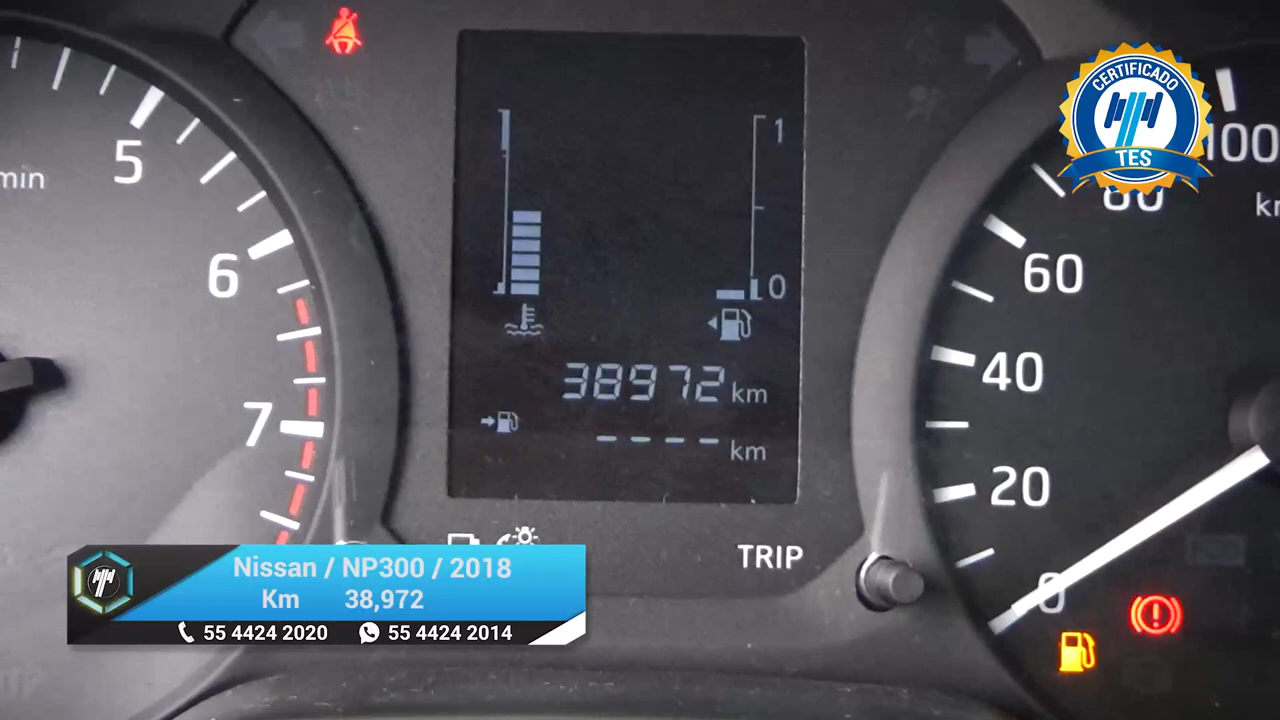 5
min
6
7
1
0
38972 km
---- km
TRIP
CERTIFICADO
TES
100
80
km
60
40
20
0
Nissan / NP300 / 2018
Km 38,972
55 4424 2020 55 4424 2014